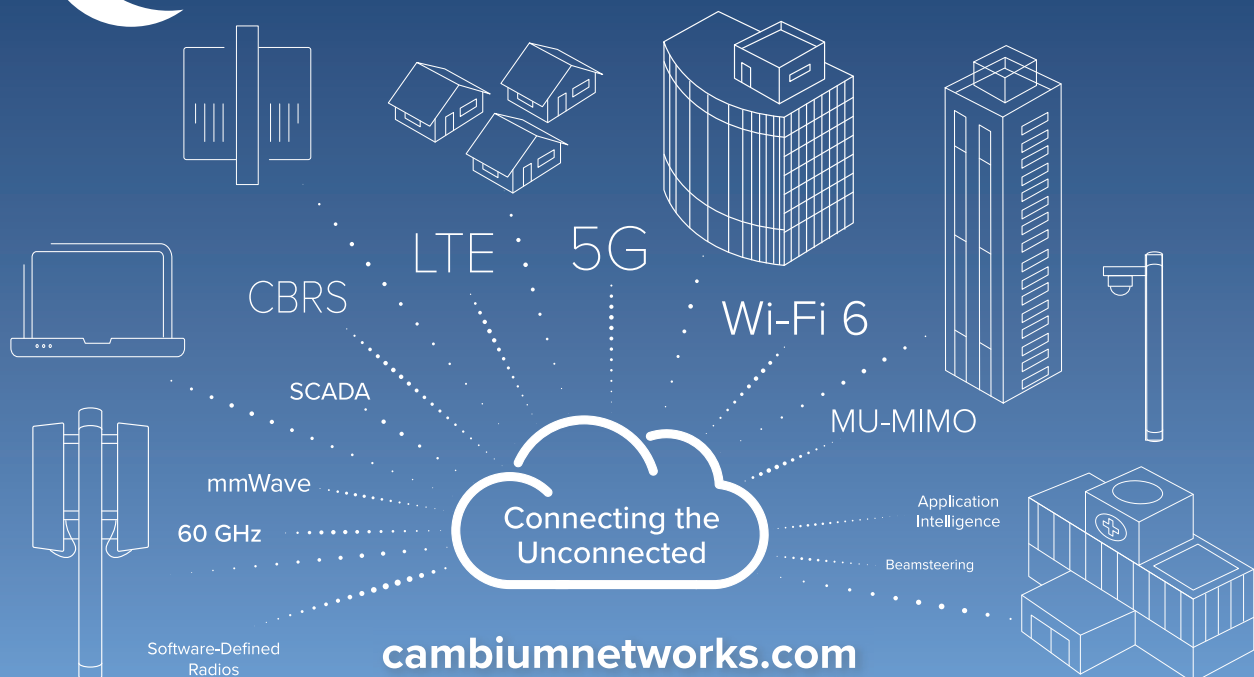 LTE
5G
CBRS
Wi-Fi 6
SCADA
MU-MIMO
mmWave
60 GHz
Connecting the
Unconnected
Application
Intelligence
Beamsteering
Software-Defined
Radios
cambiumnetworks.com